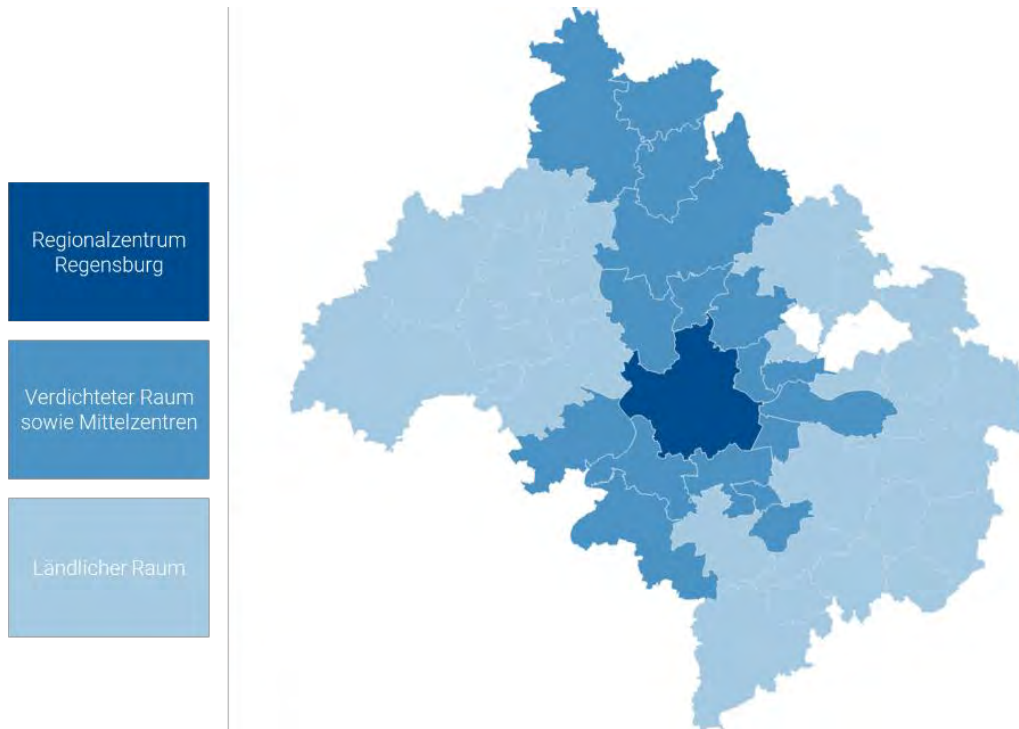 Regionalzentrum
Regensburg
Verdichteter Raum
sowie Mittelzentren
Ländlicher Raum